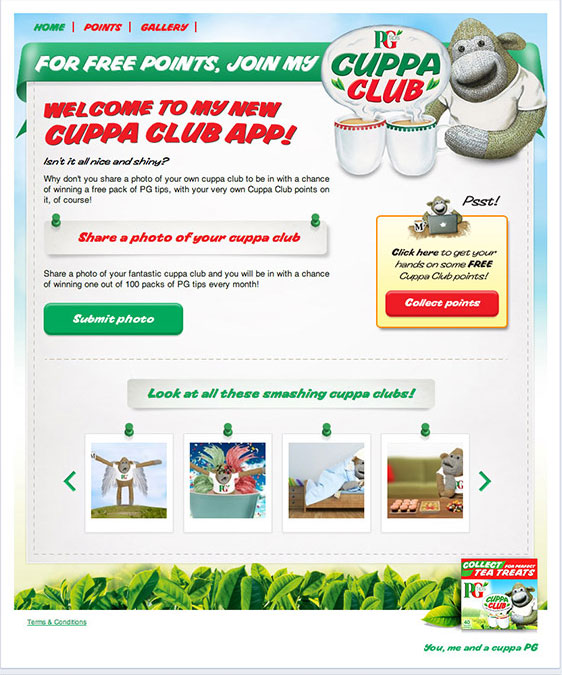 HOME | POINTS | GALLERY |
FOR FREE POINTS, JOIN MY
PG
tips
CUPPA
CLUB
WELCOME TO MY NEW
CUPPA CLUB APP!
Isn't it all nice and shiny?
Why don't you share a photo of your own cuppa club to be in with a chance
of winning a free pack of PG tips, with your very own Cuppa Club points on
it, of course!
Share a photo of your cuppa club
Share a photo of your fantastic cuppa club and you will be in with a chance
of winning one out of 100 packs of PG tips every month!
Submit photo
Psst!
Click here to get your
hands on some FREE
Cuppa Club points!
Collect points
Look at all these smashing cuppa clubs!
PG
PG
PG
COLLECT FOR PERFECT
TEA TREATS
PG
CUPPA
CLUB
40
Terms & Conditions
You, me and a cuppa PG